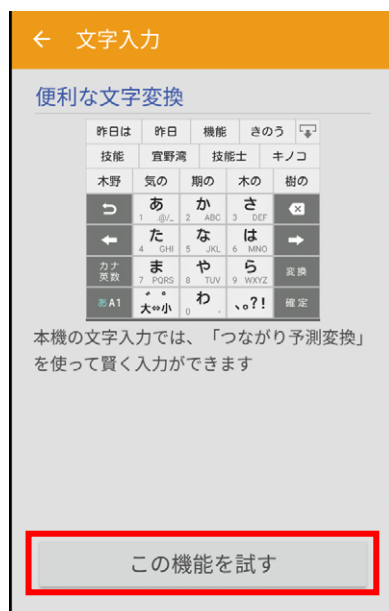 ← 文字入力
便利な文字変換
昨日は 昨日 機能 きのう
技能 宜野湾 技能士 キノコ
木野 気の 期の 木の 樹の
あ か さ
1 .@/_ 2 ABC 3 DEF
← た な は →
4 GHI 5 JKL 6 MNO
カナ英数 ま や ら 変換
7 PQRS 8 TUV 9 WXYZ
あA1 大⇔小 わ 、。?! 確定
0
本機の文字入力では、「つながり予測変換」
を使って賢く入力ができます
この機能を試す